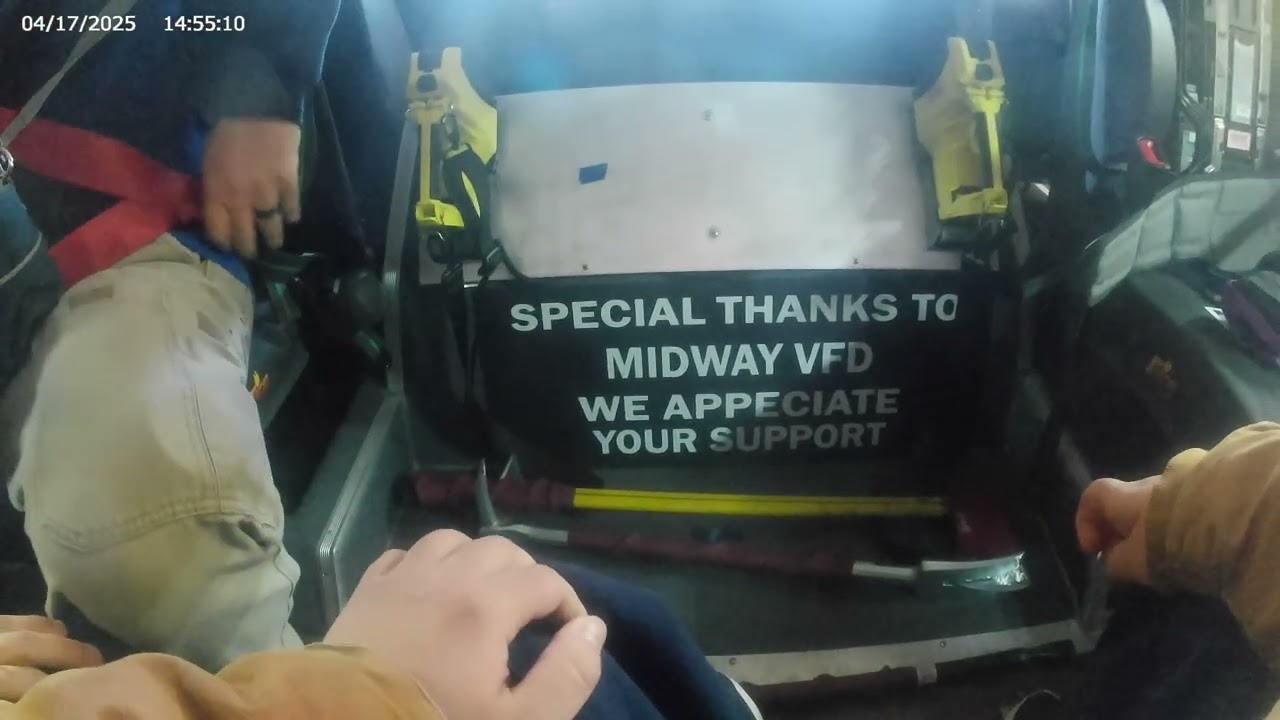 04/17/2025 14:55:10
SPECIAL THANKS TO
MIDWAY VFD
WE APPECIATE
YOUR SUPPORT